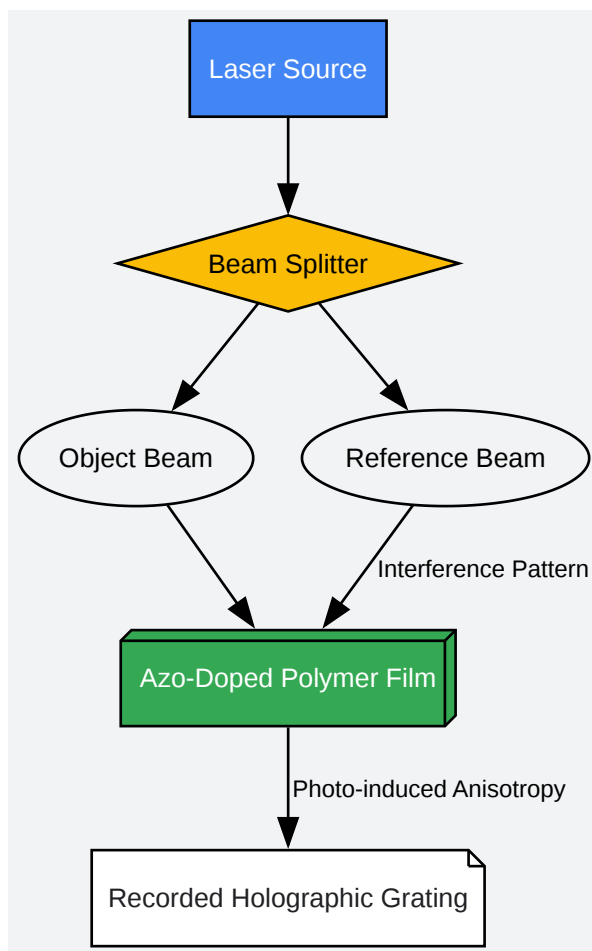 Laser Source
Beam Splitter
Object Beam
Reference Beam
Interference Pattern
Azo-Doped Polymer Film
Photo-induced Anisotropy
Recorded Holographic Grating